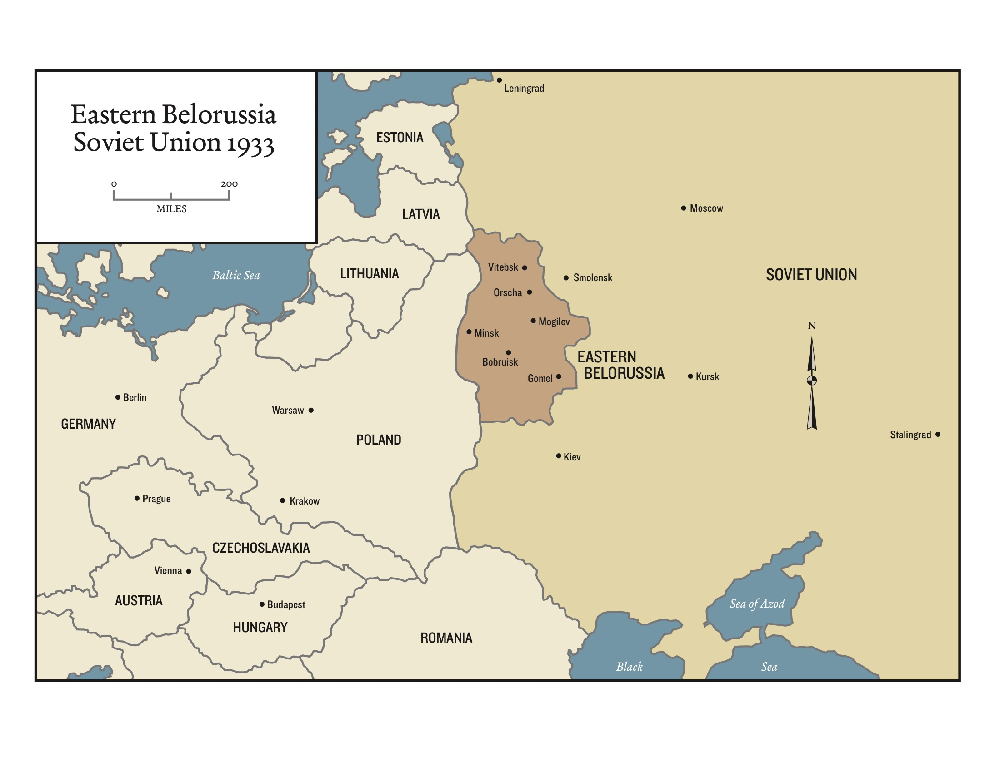 Eastern Belorussia
Soviet Union 1933
0 200
MILES
Leningrad
ESTONIA
Moscow
LATVIA
Vitebsk
LITHUANIA
Baltic Sea
Smolensk
SOVIET UNION
Orscha
Mogilev
N
Minsk
EASTERN
BELORUSSIA
Bobruisk
Gomel
Kursk
Berlin
Warsaw
GERMANY
POLAND
Stalingrad
Kiev
Prague
Krakow
CZECHOSLAVAKIA
Vienna
AUSTRIA
Budapest
Sea of Azod
HUNGARY
ROMANIA
Black
Sea